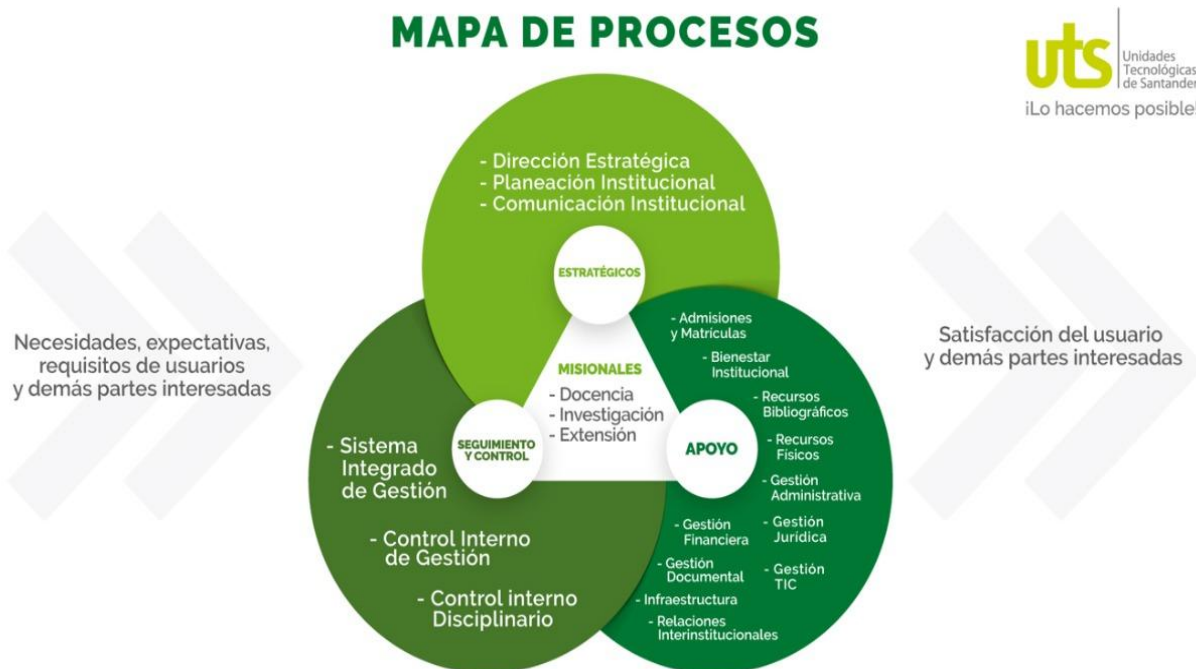 MAPA DE PROCESOS
uts
Unidades
Tecnológicas
de Santander
¡Lo hacemos posible!
- Dirección Estratégica
- Planeación Institucional
- Comunicación Institucional
ESTRATÉGICOS
Necesidades, expectativas,
requisitos de usuarios
y demás partes interesadas
MISIONALES
- Docencia
- Investigación
- Extensión
SEGUIMIENTO
Y CONTROL
- Sistema
Integrado
de Gestión
- Control Interno
de Gestión
- Control interno
Disciplinario
APOYO
- Admisiones
y Matrículas
- Bienestar
Institucional
- Recursos
Bibliográficos
- Recursos
Físicos
- Gestión
Administrativa
- Gestión
Financiera
- Gestión
Jurídica
- Gestión
Documental
- Gestión
TIC
- Infraestructura
- Relaciones
Interinstitucionales
Satisfacción del usuario
y demás partes interesadas